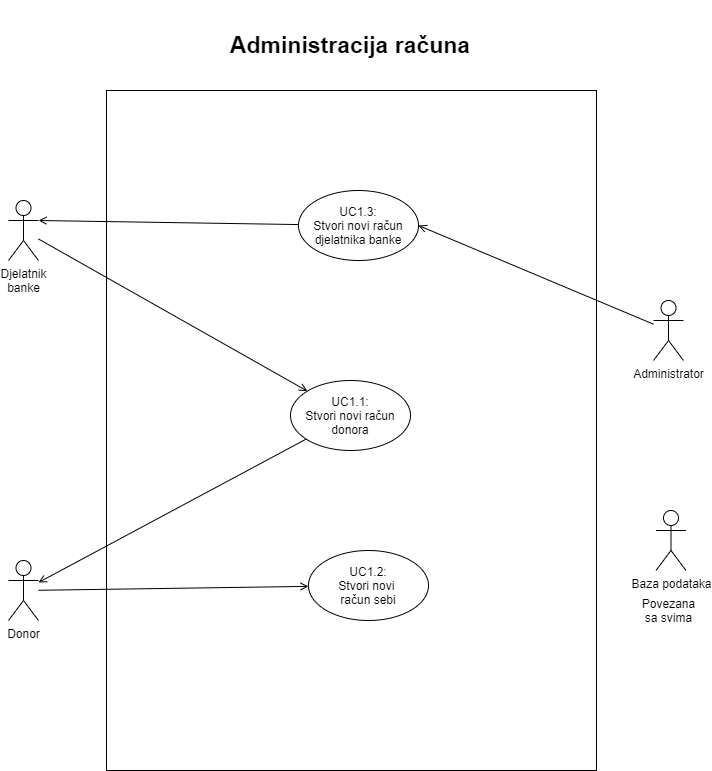 Administracija računa
UC1.3:
Stvori novi račun
djelatnika banke
Djelatnik
banke
Administrator
UC1.1:
Stvori novi račun
donora
Baza podataka
Povezana
sa svima
UC1.2:
Stvori novi
račun sebi
Donor